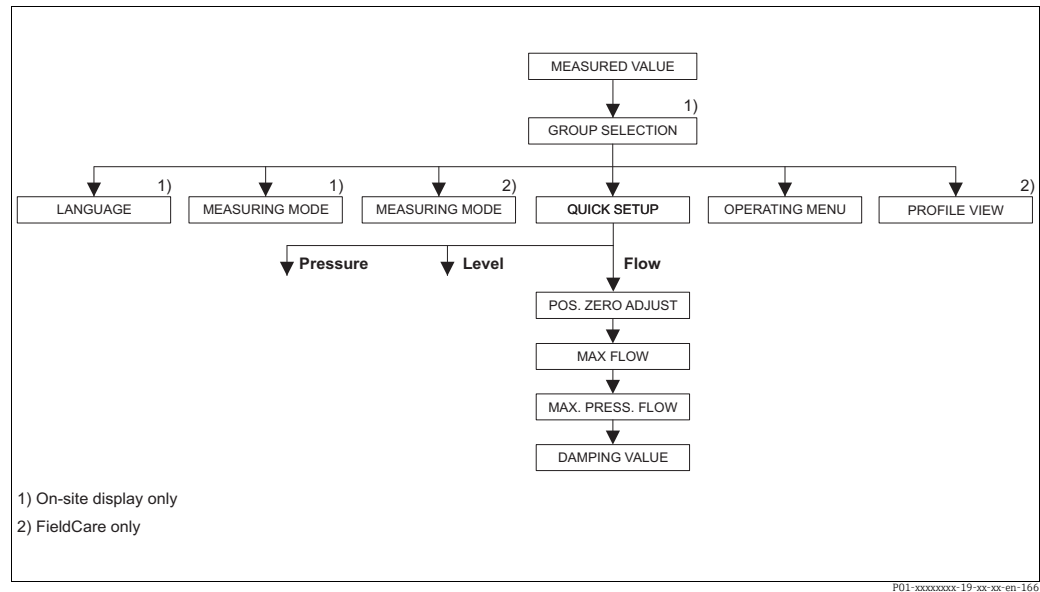 MEASURED VALUE
1)
GROUP SELECTION
1) 1) 2) 2)
LANGUAGE MEASURING MODE MEASURING MODE QUICK SETUP OPERATING MENU PROFILE VIEW
Pressure Level Flow
POS. ZERO ADJUST
MAX FLOW
MAX. PRESS. FLOW
DAMPING VALUE
1) On-site display only
2) FieldCare only
P01-xxxxxxxx-19-xx-xx-en-166